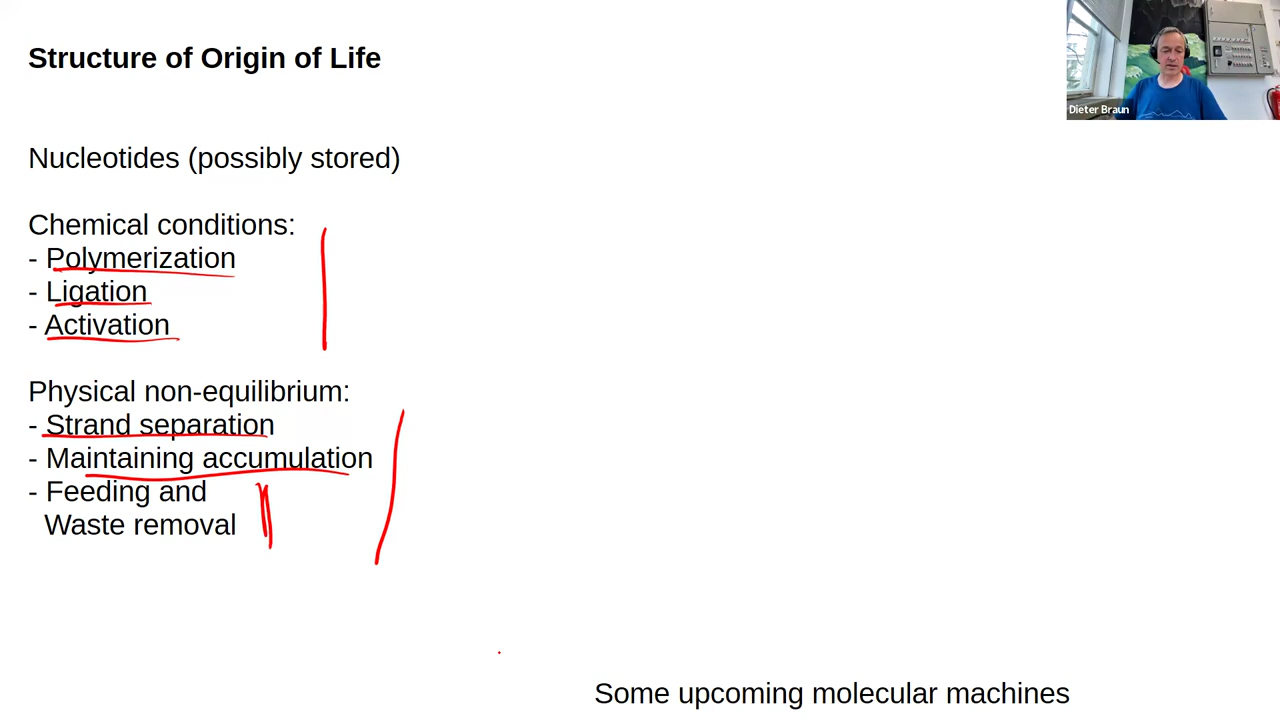 Structure of Origin of Life
Dieter Braun
Nucleotides (possibly stored)
Chemical conditions:
- Polymerization
- Ligation
- Activation
Physical non-equilibrium:
- Strand separation
- Maintaining accumulation
- Feeding and
Waste removal
Some upcoming molecular machines